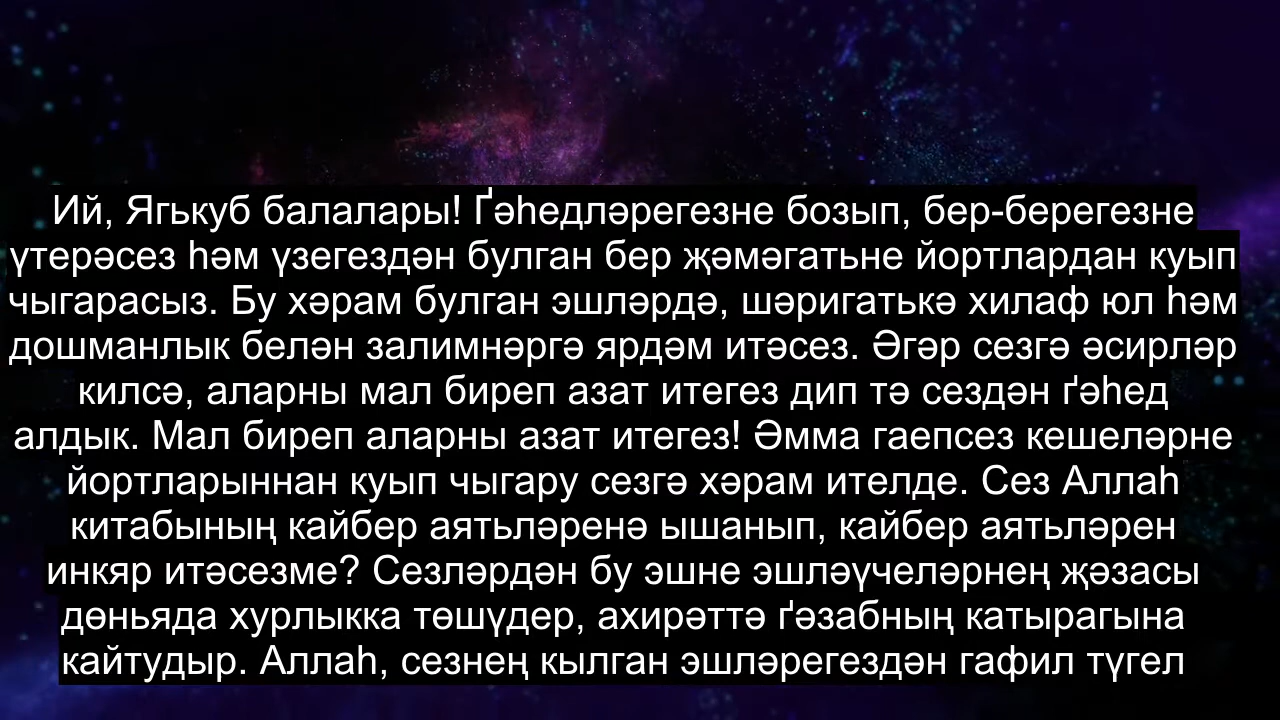 Ий, Ягькуб балалары! Ґәһедләрегезне бозып, бер-берегезне
үтерәсез һәм үзегездән булган бер җәмәгатьне йортлардан куып
чыгарасыз. Бу хәрам булган эшләрдә, шәригатькә хилаф юл һәм
дошманлык белән залимнәргә ярдәм итәсез. Әгәр сезгә әсирләр
килсә, аларны мал биреп азат итегез дип тә сездән ґәһед
алдык. Мал биреп аларны азат итегез! Әмма гаепсез кешеләрне
йортларыннан куып чыгару сезгә хәрам ителде. Сез Аллаһ
китабының кайбер аятьләренә ышанып, кайбер аятьләрен
инкяр итәсезме? Сезләрдән бу эшне эшләүчеләрнең җәзасы
дөньяда хурлыкка төшүдер, ахирәттә ґәзабның катырагына
кайтудыр. Аллаһ, сезнең кылган эшләрегездән гафил түгел